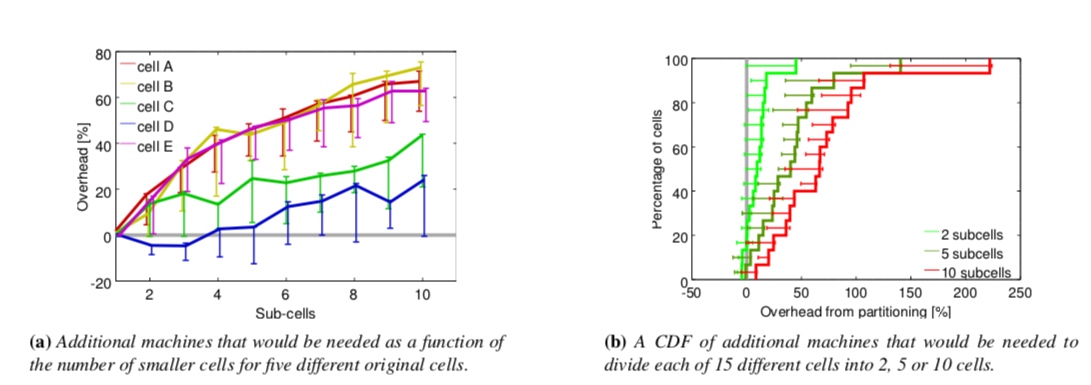 80
60
40
20
0
-20
Overhead [%]
cell A
cell B
cell C
cell D
cell E
2 4 6 8 10
Sub-cells
(a) Additional machines that would be needed as a function of
the number of smaller cells for five different original cells.
100
80
60
40
20
0
Percentage of cells
2 subcells
5 subcells
10 subcells
-50 0 50 100 150 200 250
Overhead from partitioning [%]
(b) A CDF of additional machines that would be needed to
divide each of 15 different cells into 2, 5 or 10 cells.